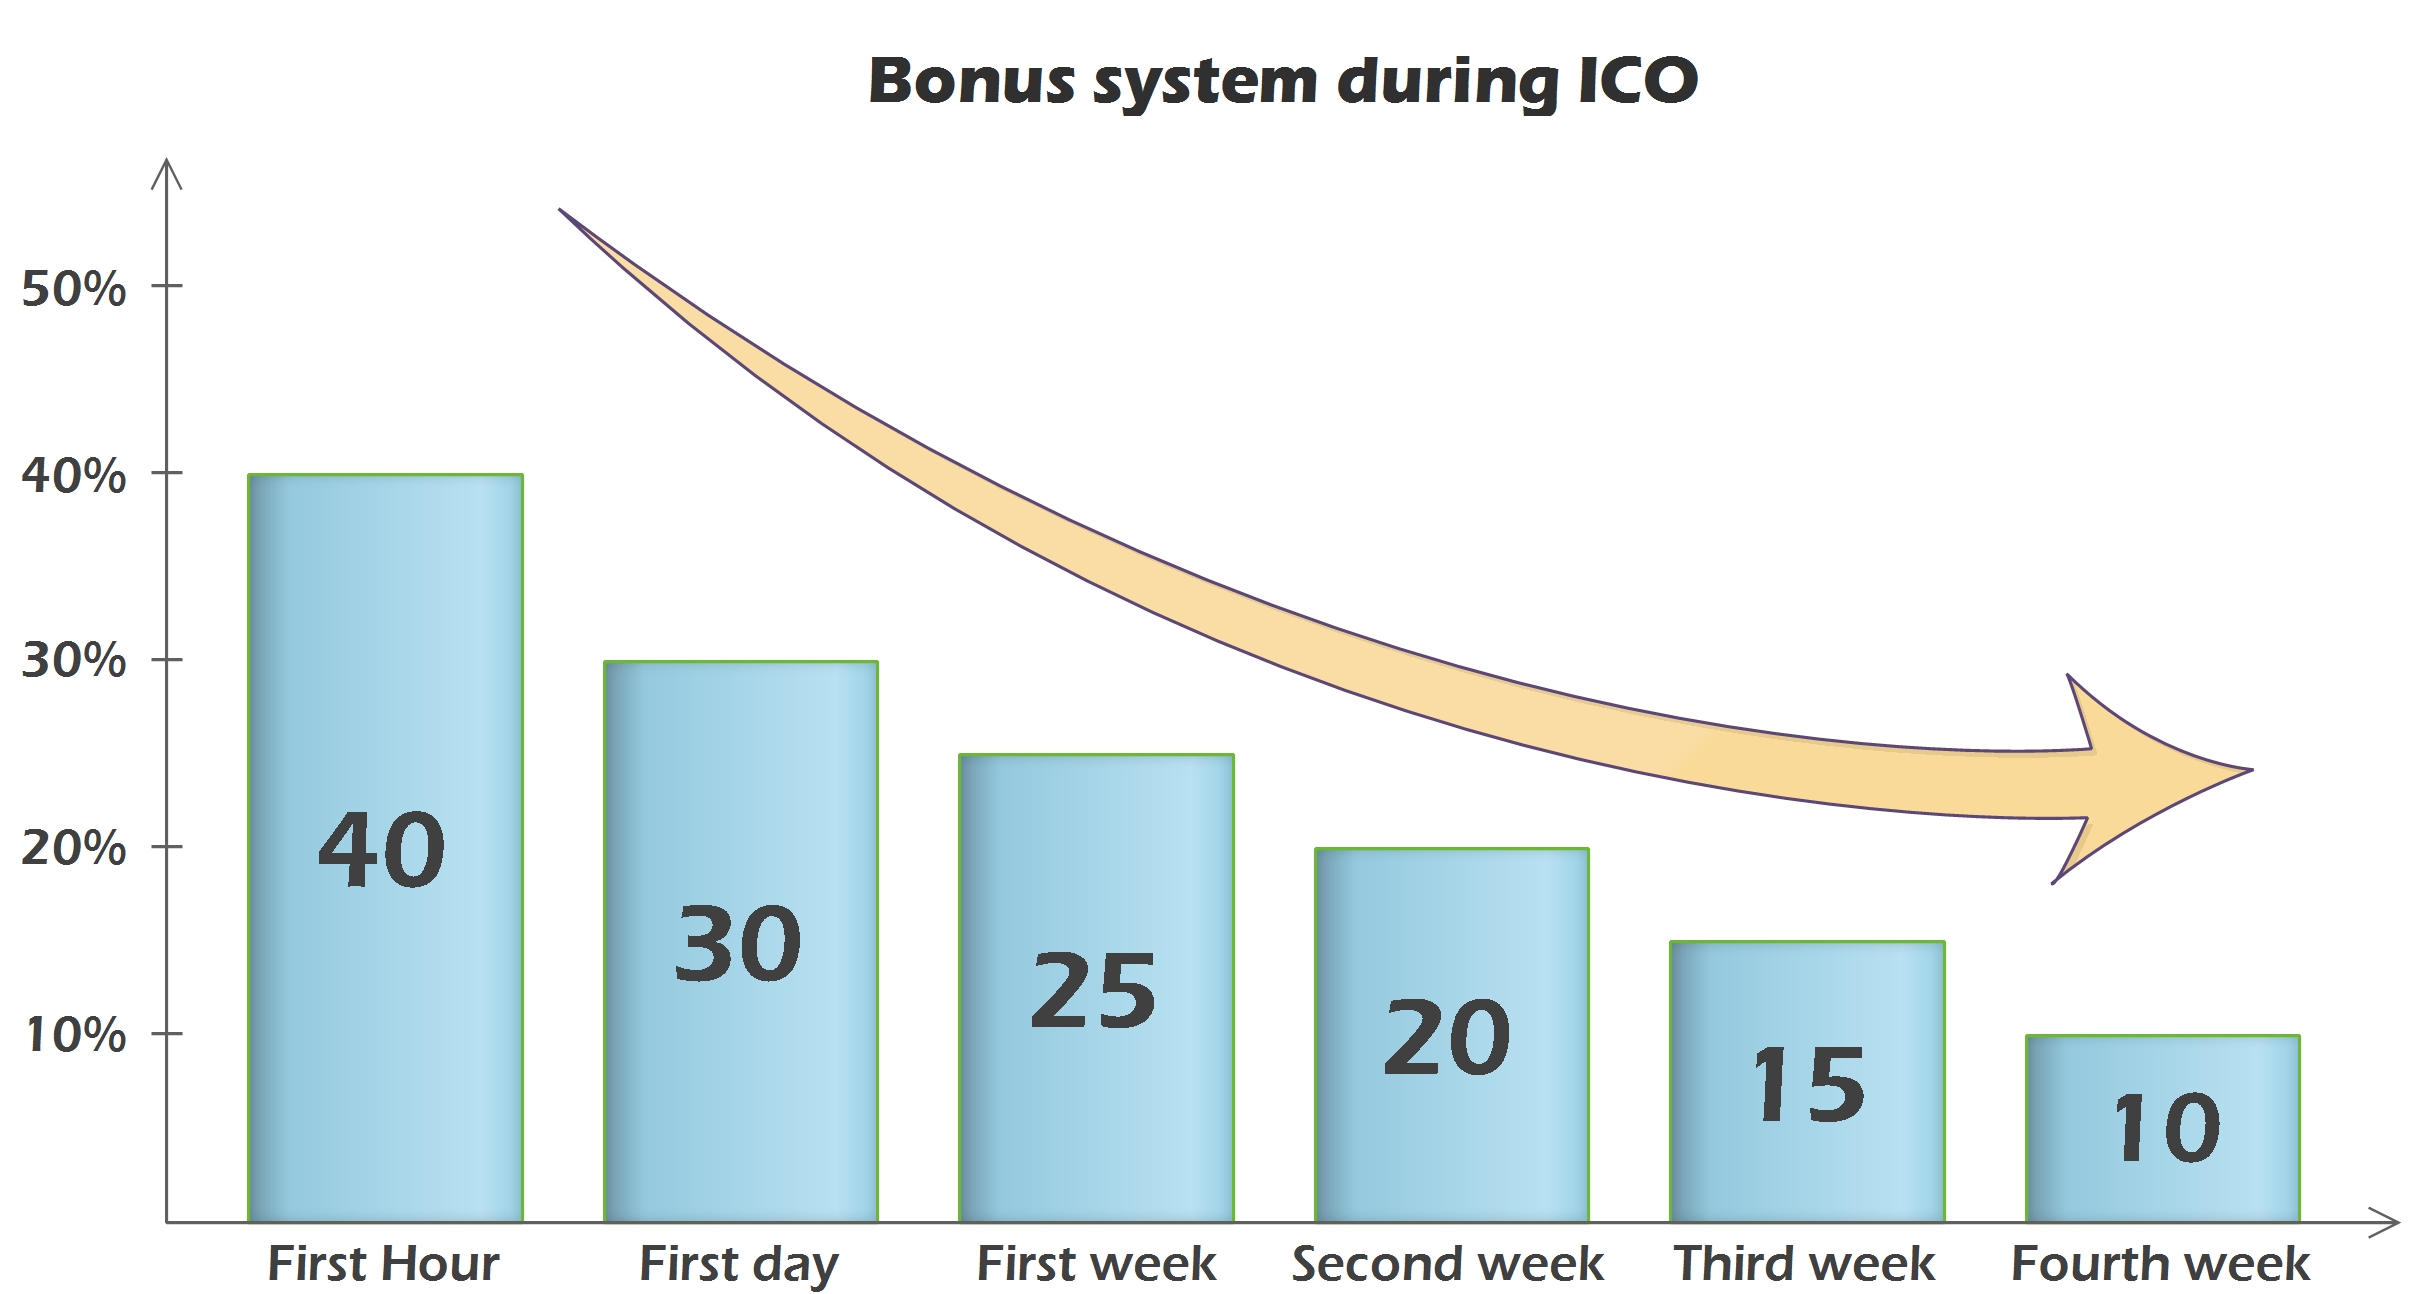 Bonus system during ICO
50%
40%
30%
20%
10%
40
30
25
20
15
10
First Hour
First day
First week
Second week
Third week
Fourth week